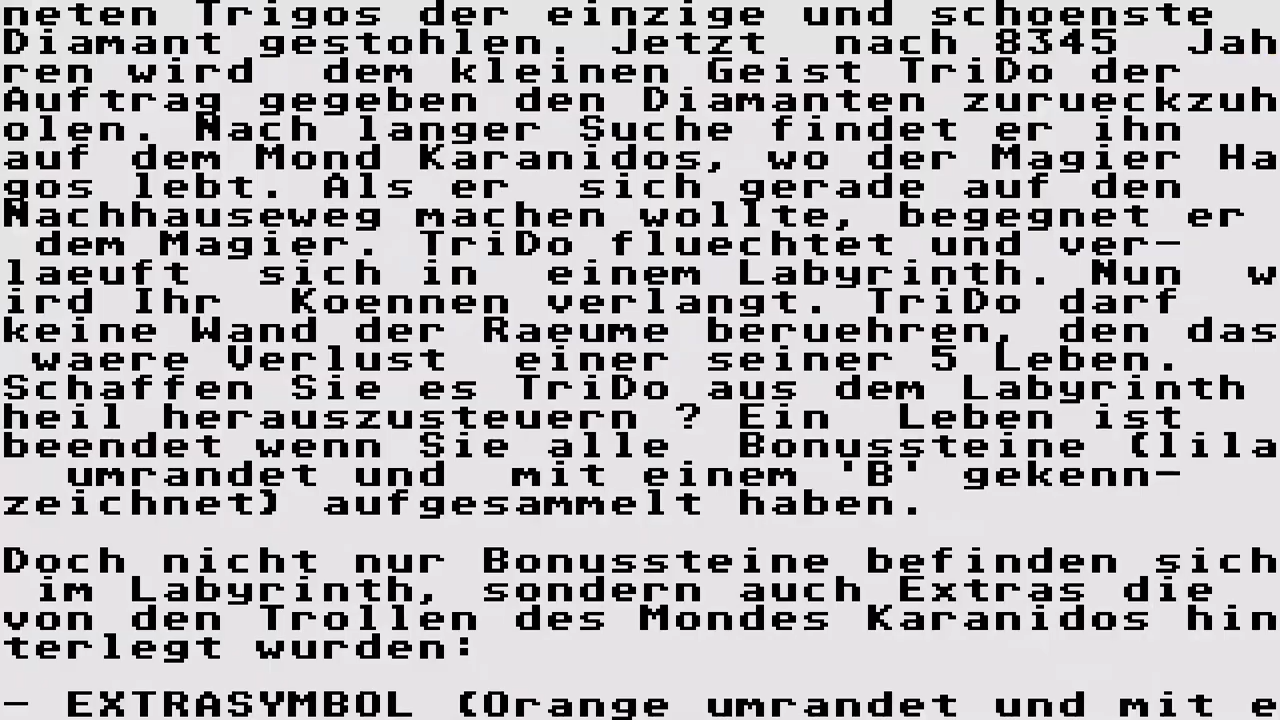 neten Trigos der einzige und schoenste
Diamant gestohlen. Jetzt  nach 8345  Jah
ren wird  dem kleinen Geist TriDo der
Auftrag gegeben den  Diamanten zurueckzuh
olen. Nach langer Suche findet er ihn
auf dem Mond Karanidos, wo der Magier Ha
gos lebt. Als er  sich gerade auf den
Nachhauseweg machen wollte, begegnet er
 dem Magier. TriDo fluechtet und ver-
laeuft  sich in  einem Labyrinth. Nun  w
ird Ihr  Koennen verlangt. TriDo darf
keine Wand der Raeume beruehren, den das
 waere Verlust  einer seiner 5 Leben.
Schaffen Sie es TriDo aus dem Labyrinth
heil herauszusteuern ? Ein  Leben ist
beendet wenn Sie alle  Bonussteine (lila
  umrandet und  mit einem 'B' gekenn-
zeichnet) aufgesammelt haben.
Doch nicht nur Bonussteine befinden sich
 im Labyrinth, sondern auch Extras die
von den Trollen des Mondes Karanidos hin
terlegt wurden:
- EXTRASYMBOL (Orange umrandet und mit e